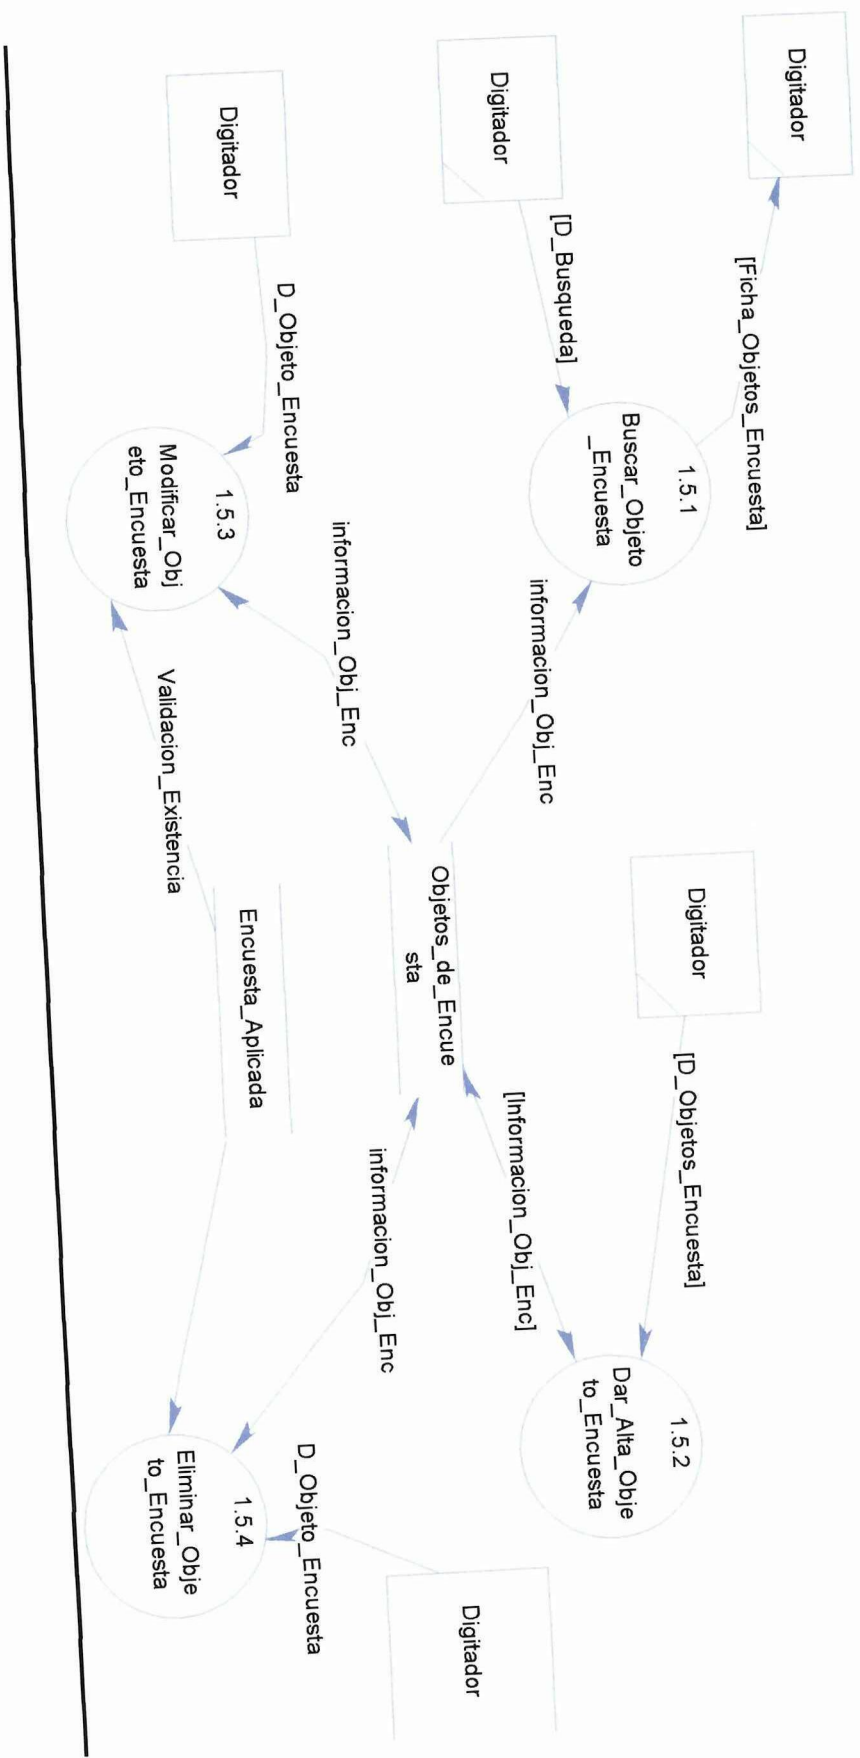 Digitador
[Ficha_Objetos_Encuesta]
Digitador
[D_Busqueda]
1.5.1
Buscar_Objeto
_Encuesta
informacion_Obj_Enc
Digitador
[D_Objetos_Encuesta]
1.5.2
Dar_Alta_Obje
to_Encuesta
[Informacion_Obj_Enc]
Objetos_de_Encue
sta
Digitador
D_Objeto_Encuesta
1.5.3
Modificar_Obj
eto_Encuesta
informacion_Obj_Enc
Validacion_Existencia
Encuesta_Aplicada
informacion_Obj_Enc
1.5.4
Eliminar_Obje
to_Encuesta
D_Objeto_Encuesta
Digitador